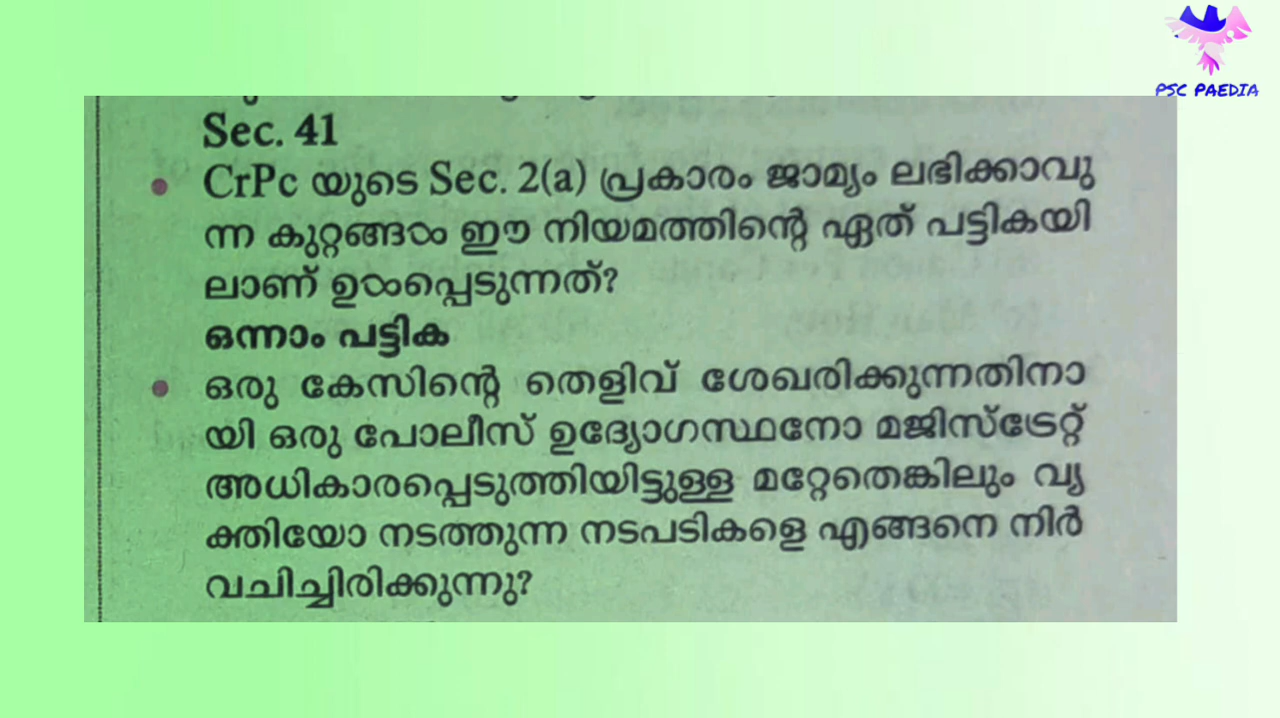 PSC PAEDIA
Sec. 41
• CrPc യുടെ Sec. 2(a) പ്രകാരം ജാമ്യം ലഭിക്കാവു
ന്ന കുറ്റങ്ങൾ ഈ നിയമത്തിന്റെ ഏത് പട്ടികയി
ലാണ് ഉൾപ്പെടുന്നത്?
ഒന്നാം പട്ടിക
• ഒരു കേസിന്റെ തെളിവ് ശേഖരിക്കുന്നതിനാ
യി ഒരു പോലീസ് ഉദ്യോഗസ്ഥനോ മജിസ്ട്രേറ്റ്
അധികാരപ്പെടുത്തിയിട്ടുള്ള മറ്റേതെങ്കിലും വ്യ
ക്തിയോ നടത്തുന്ന നടപടികളെ എങ്ങനെ നിർ
വചിച്ചിരിക്കുന്നു?